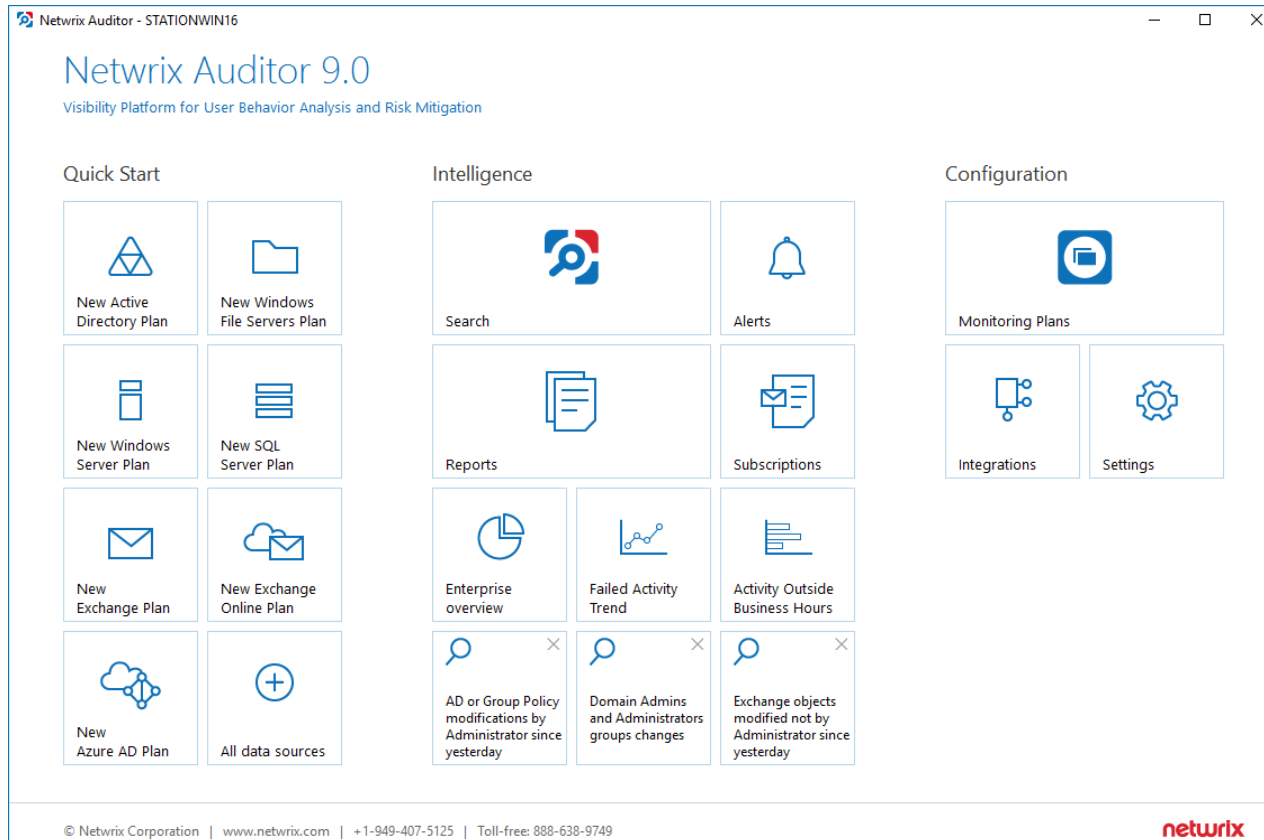 Netwrix Auditor - STATIONWIN16
Netwrix Auditor 9.0
Visibility Platform for User Behavior Analysis and Risk Mitigation
Quick Start
New Active
Directory Plan
New Windows
File Servers Plan
New Windows
Server Plan
New SQL
Server Plan
New
Exchange Plan
New Exchange
Online Plan
New
Azure AD Plan
All data sources
Intelligence
Search
Alerts
Reports
Subscriptions
Enterprise
overview
Failed Activity
Trend
Activity Outside
Business Hours
AD or Group Policy
modifications by
Administrator since
yesterday
Domain Admins
and Administrators
groups changes
Exchange objects
modified not by
Administrator since
yesterday
Configuration
Monitoring Plans
Integrations
Settings
© Netwrix Corporation | www.netwrix.com | +1-949-407-5125 | Toll-free: 888-638-9749
netwrix